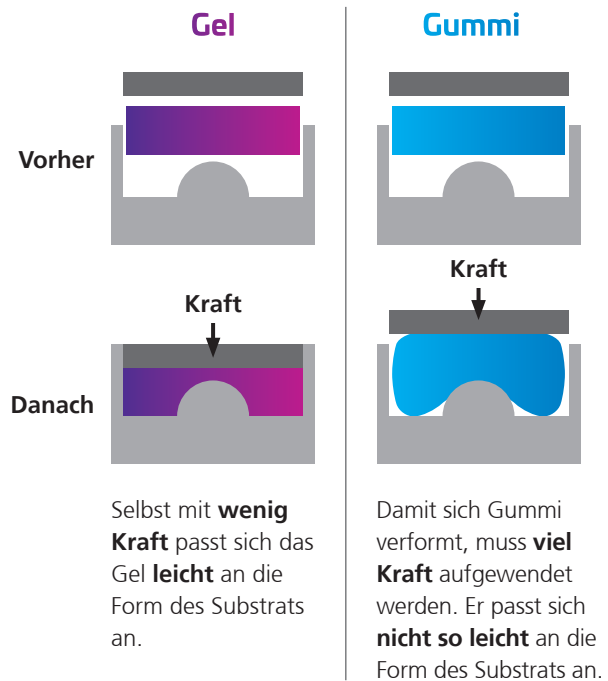 Gel
Gummi
Vorher
Kraft
Kraft
Danach
Selbst mit wenig
Kraft passt sich das
Gel leicht an die
Form des Substrats
an.
Damit sich Gummi
verformt, muss viel
Kraft aufgewendet
werden. Er passt sich
nicht so leicht an die
Form des Substrats an.